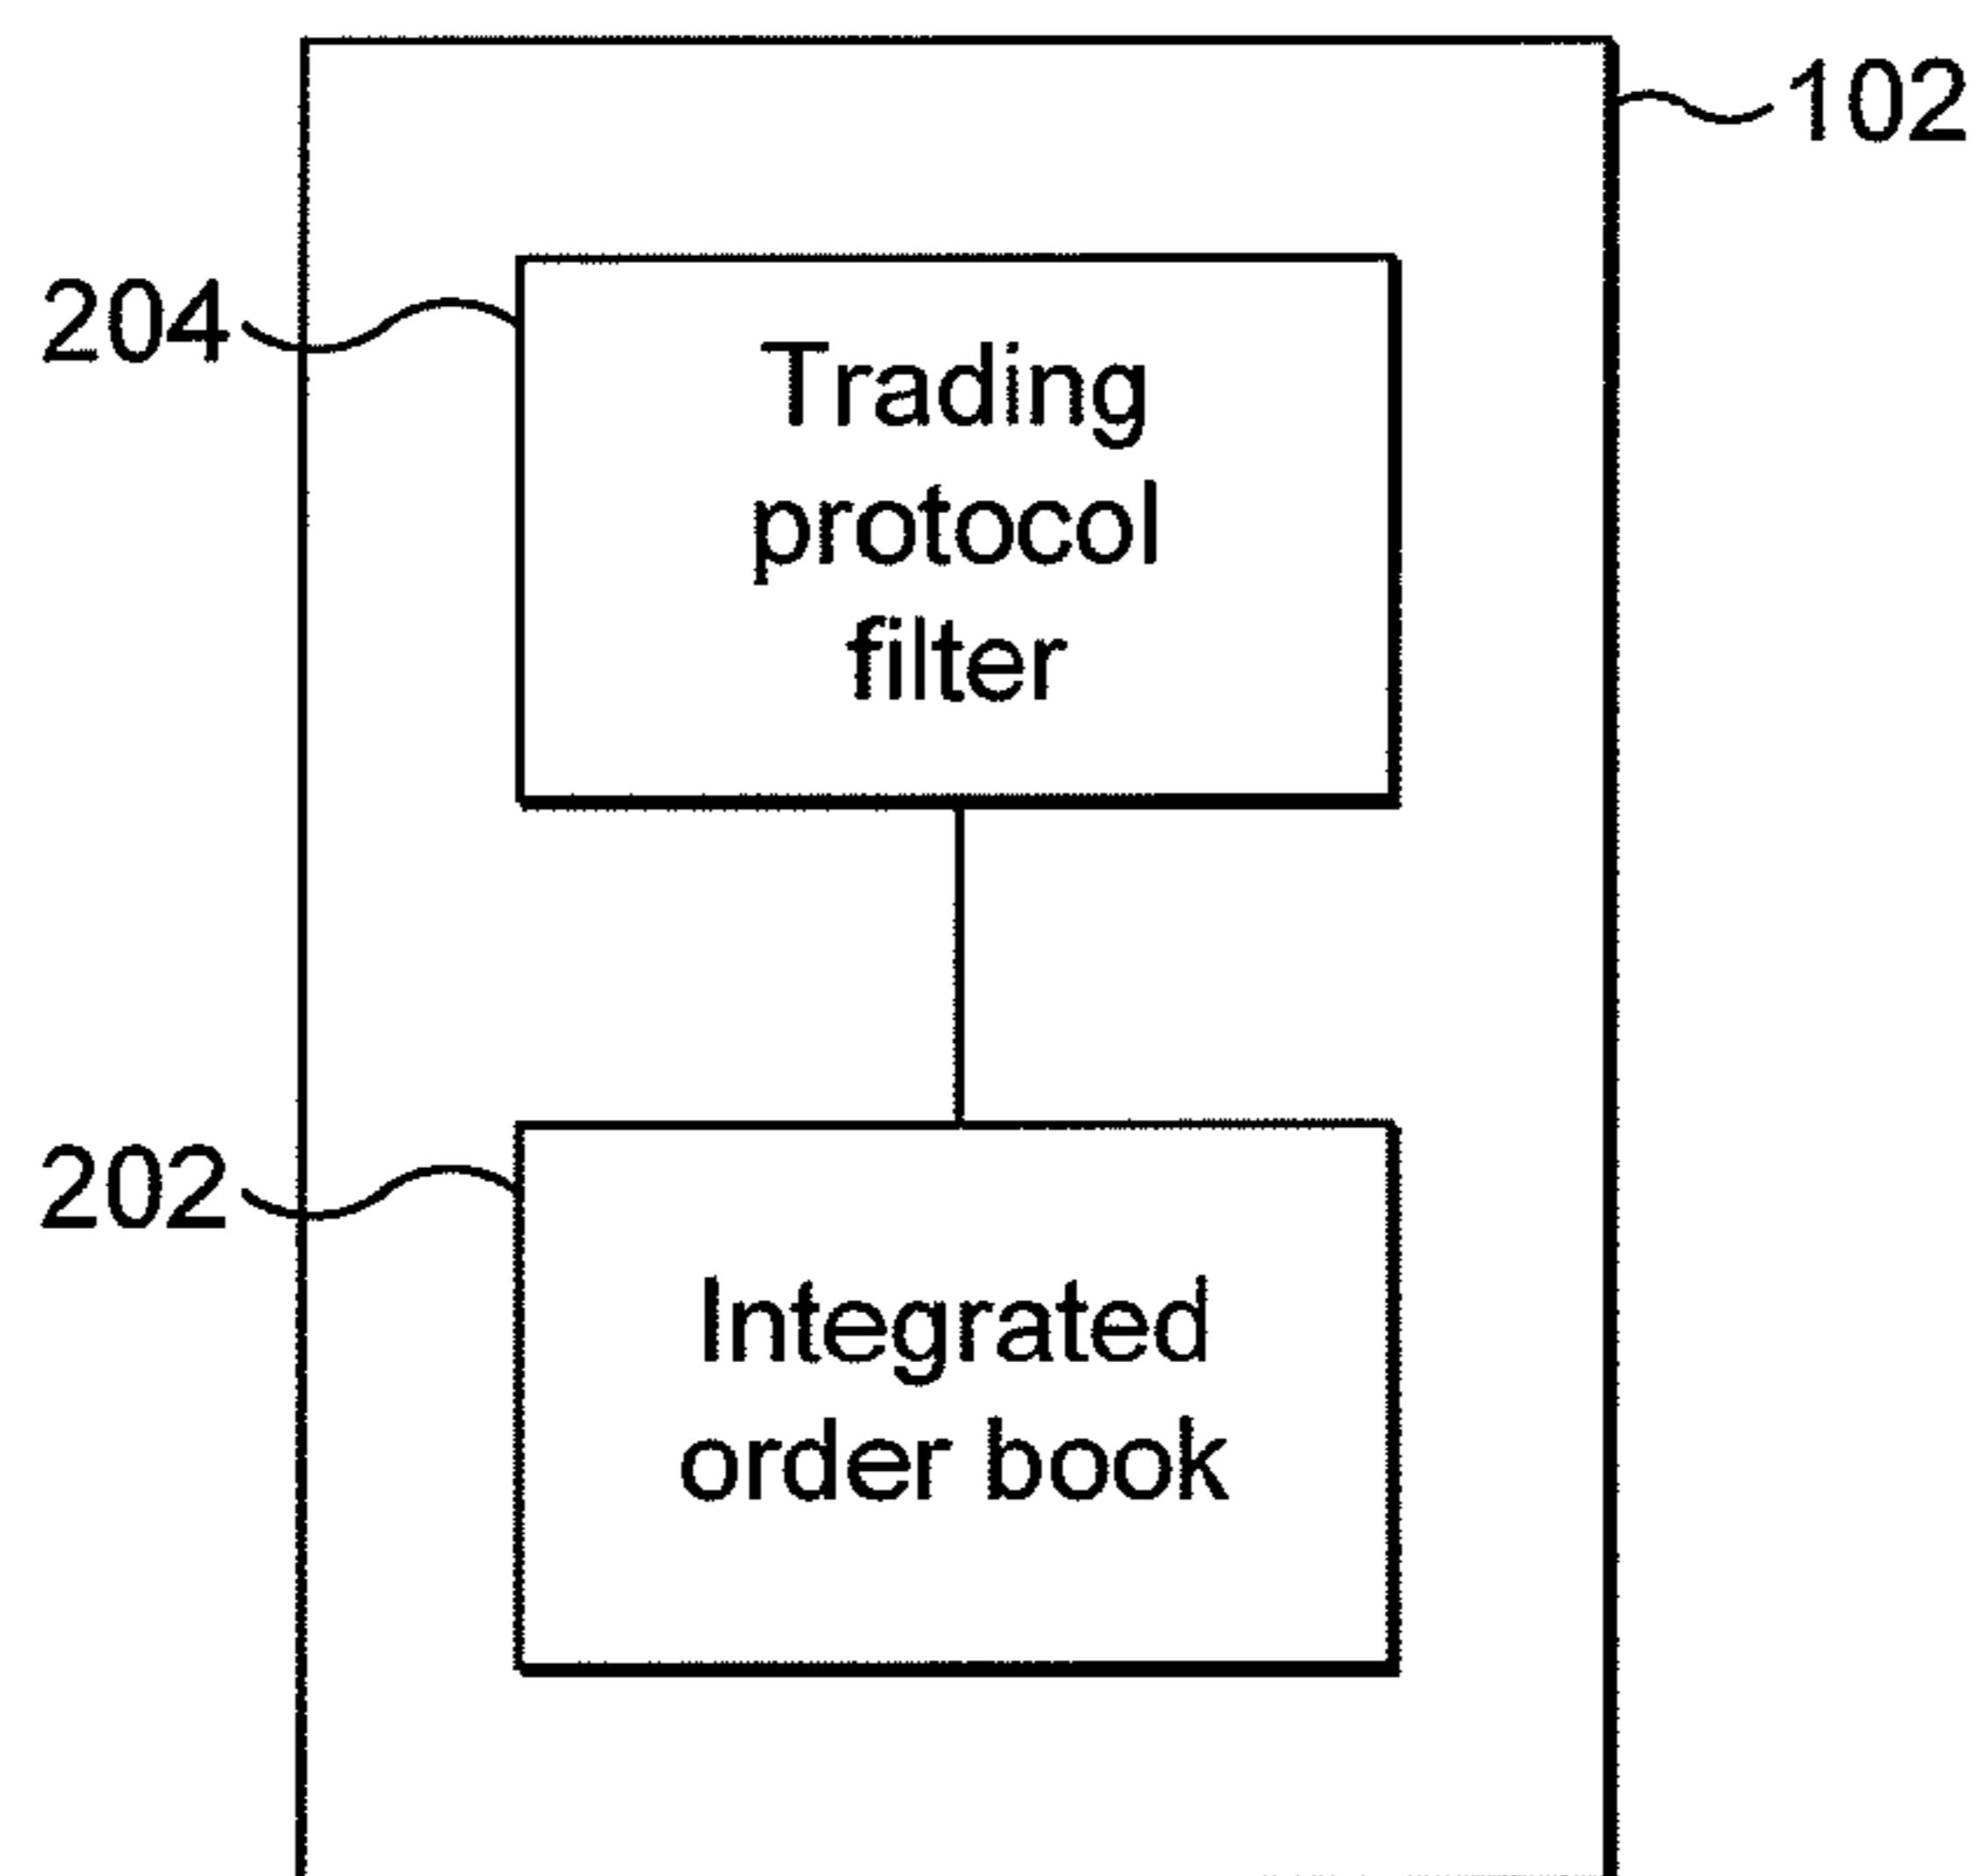 102
204
Trading
protocol
filter
202
Integrated
order book